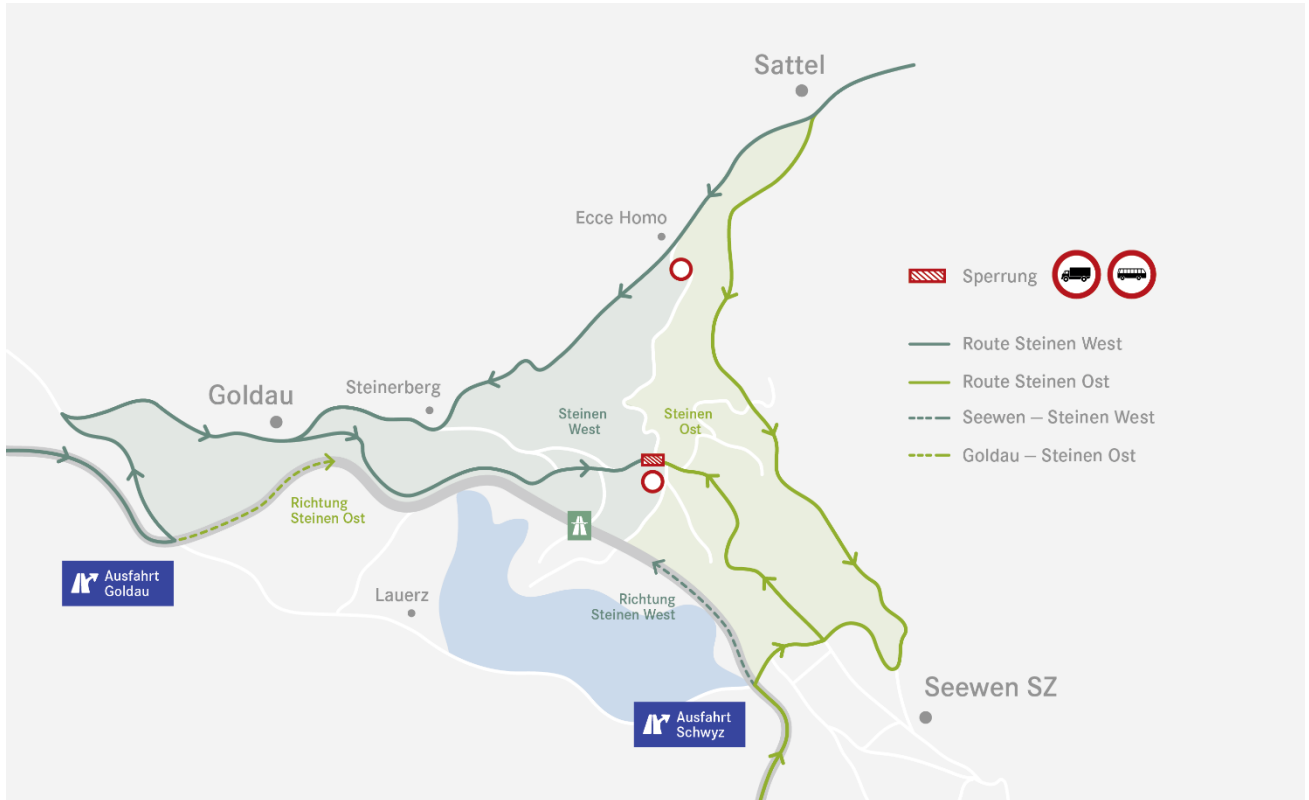 Sattel
Ecce Homo
Sperrung
Route Steinen West
Route Steinen Ost
Seewen – Steinen West
Goldau – Steinen Ost
Goldau
Steinerberg
Steinen
West
Steinen
Ost
Richtung
Steinen Ost
Ausfahrt
Goldau
Lauerz
Richtung
Steinen West
Seewen SZ
Ausfahrt
Schwyz